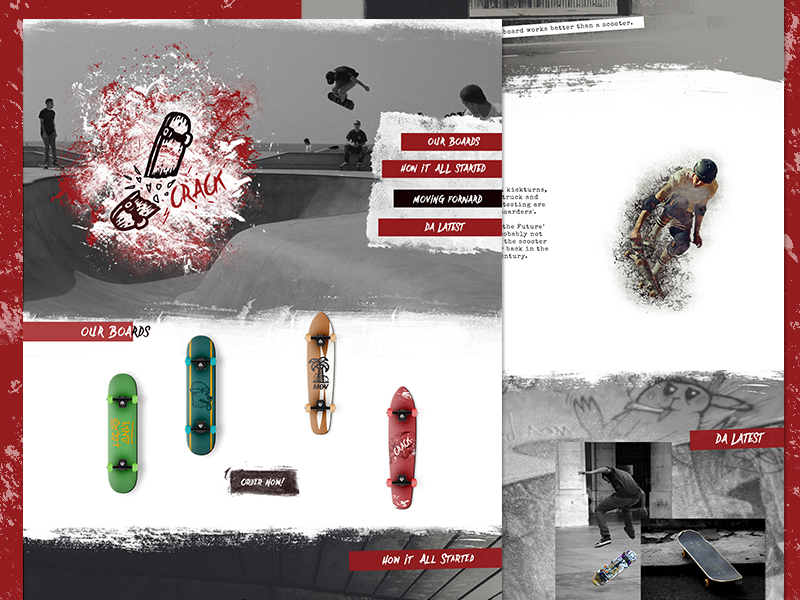 board works better than a scooter.
CRACK
OUR BOARDS
HOW IT ALL STARTED
MOVING FORWARD
DA LATEST
kickturns,
truck and
testing are
boarders'.
the Future'
obably not
the scooter
back in the
entury.
OUR BOARDS
MOV
CRACK
ORDER NOW!
DA LATEST
HOW IT ALL STARTED